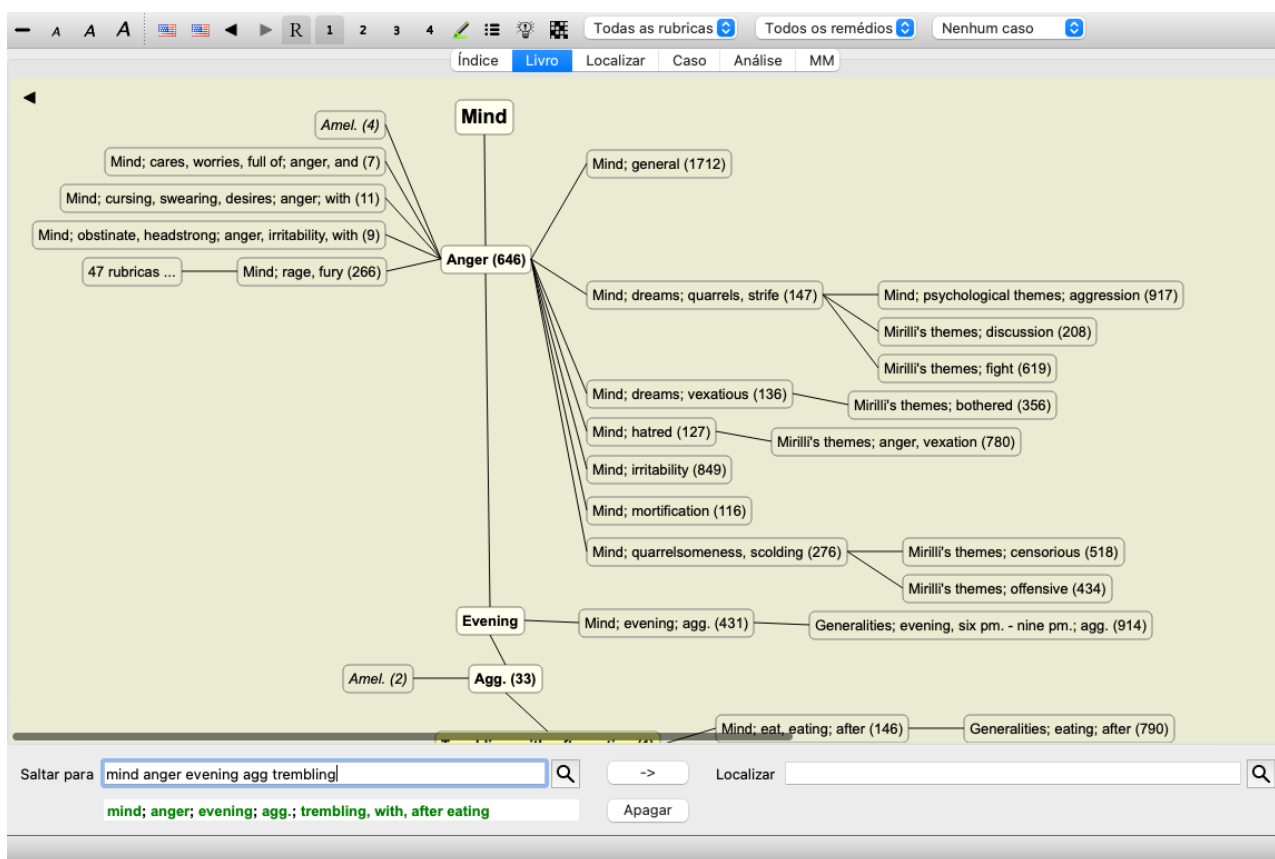 A A A R 1 2 3 4 Todas as rubricas Todos os remédios Nenhum caso
Índice Livro Localizar Caso Análise MM
Mind
Amel. (4)
Mind; cares, worries, full of; anger, and (7)
Mind; general (1712)
Mind; cursing, swearing, desires; anger; with (11)
Mind; obstinate, headstrong; anger, irritability, with (9)
Anger (646)
47 rubricas ... Mind; rage, fury (266)
Mind; dreams; quarrels, strife (147) Mind; psychological themes; aggression (917)
Mirilli's themes; discussion (208)
Mirilli's themes; fight (619)
Mind; dreams; vexatious (136) Mirilli's themes; bothered (356)
Mind; hatred (127) Mirilli's themes; anger, vexation (780)
Mind; irritability (849)
Mind; mortification (116)
Mind; quarrelsomeness, scolding (276) Mirilli's themes; censorious (518)
Mirilli's themes; offensive (434)
Evening Mind; evening; agg. (431) Generalities; evening, six pm. - nine pm.; agg. (914)
Amel. (2) Agg. (33)
Mind; eat, eating; after (146) Generalities; eating; after (790)
Saltar para mind anger evening agg trembling -> Localizar
mind; anger; evening; agg.; trembling, with, after eating Apagar